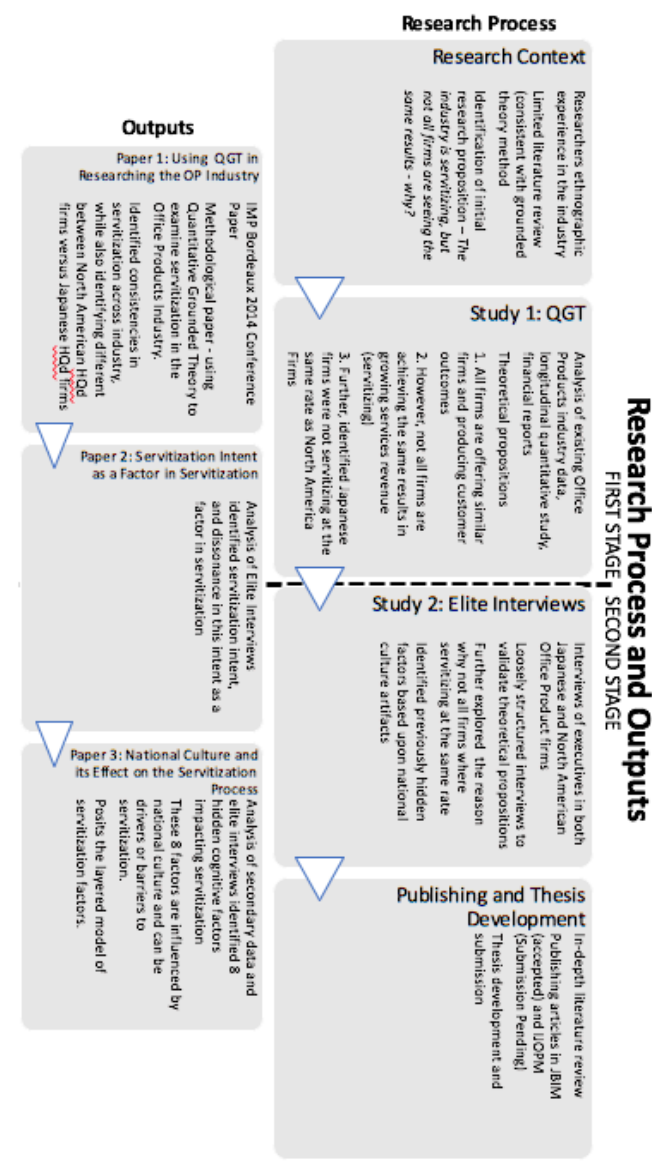 Research Process and Outputs
FIRST STAGE
SECOND STAGE
Research Process
Research Context
Researchers ethnographic
experience in the industry
Limited literature review
(consistent with grounded
theory method
Identification of initial
research proposition – The
industry is servitizing, but
not all firms are seeing the
same results - why?
Study 1: QGT
Analysis of existing Office
Products industry data,
longitudinal quantitative study,
financial reports
Theoretical propositions
1. All firms are offering similar
firms and producing customer
outcomes
2. However, not all firms are
achieving the same results in
growing services revenue
(servitizing)
3. Further, identified Japanese
firms were not servitizing at the
same rate as North America
Firms
Study 2: Elite Interviews
Interviews of executives in both
Japanese and North American
Office Product firms
Loosely structured interviews to
validate theoretical propositions
Further explored the reason
why not all firms where
servitizing at the same rate
Identified previously hidden
factors based upon national
culture artifacts
Publishing and Thesis
Development
In-depth literature review
Publishing articles in JBIM
(accepted) and IJOPM
(Submission Pending)
Thesis development and
submission
Outputs
Paper 1: Using QGT in
Researching the OP Industry
IMP Bordeaux 2014 Conference
Paper
Methodological paper - using
Quantitative Grounded Theory to
examine servitization in the
Office Products Industry.
Identified consistencies in
servitization across industry,
while also identifying different
between North American HQd
firms versus Japanese HQd firms
Paper 2: Servitization Intent
as a Factor in Servitization
Analysis of Elite Interviews
identified servitization intent,
and dissonance in this intent as a
factor in servitization
Paper 3: National Culture and
its Effect on the Servitization
Process
Analysis of secondary data and
elite interviews identified 8
hidden cognitive factors
impacting servitization
These 8 factors are influenced by
national culture and can be
drivers or barriers to
servitization.
Posits the layered model of
servitization factors.